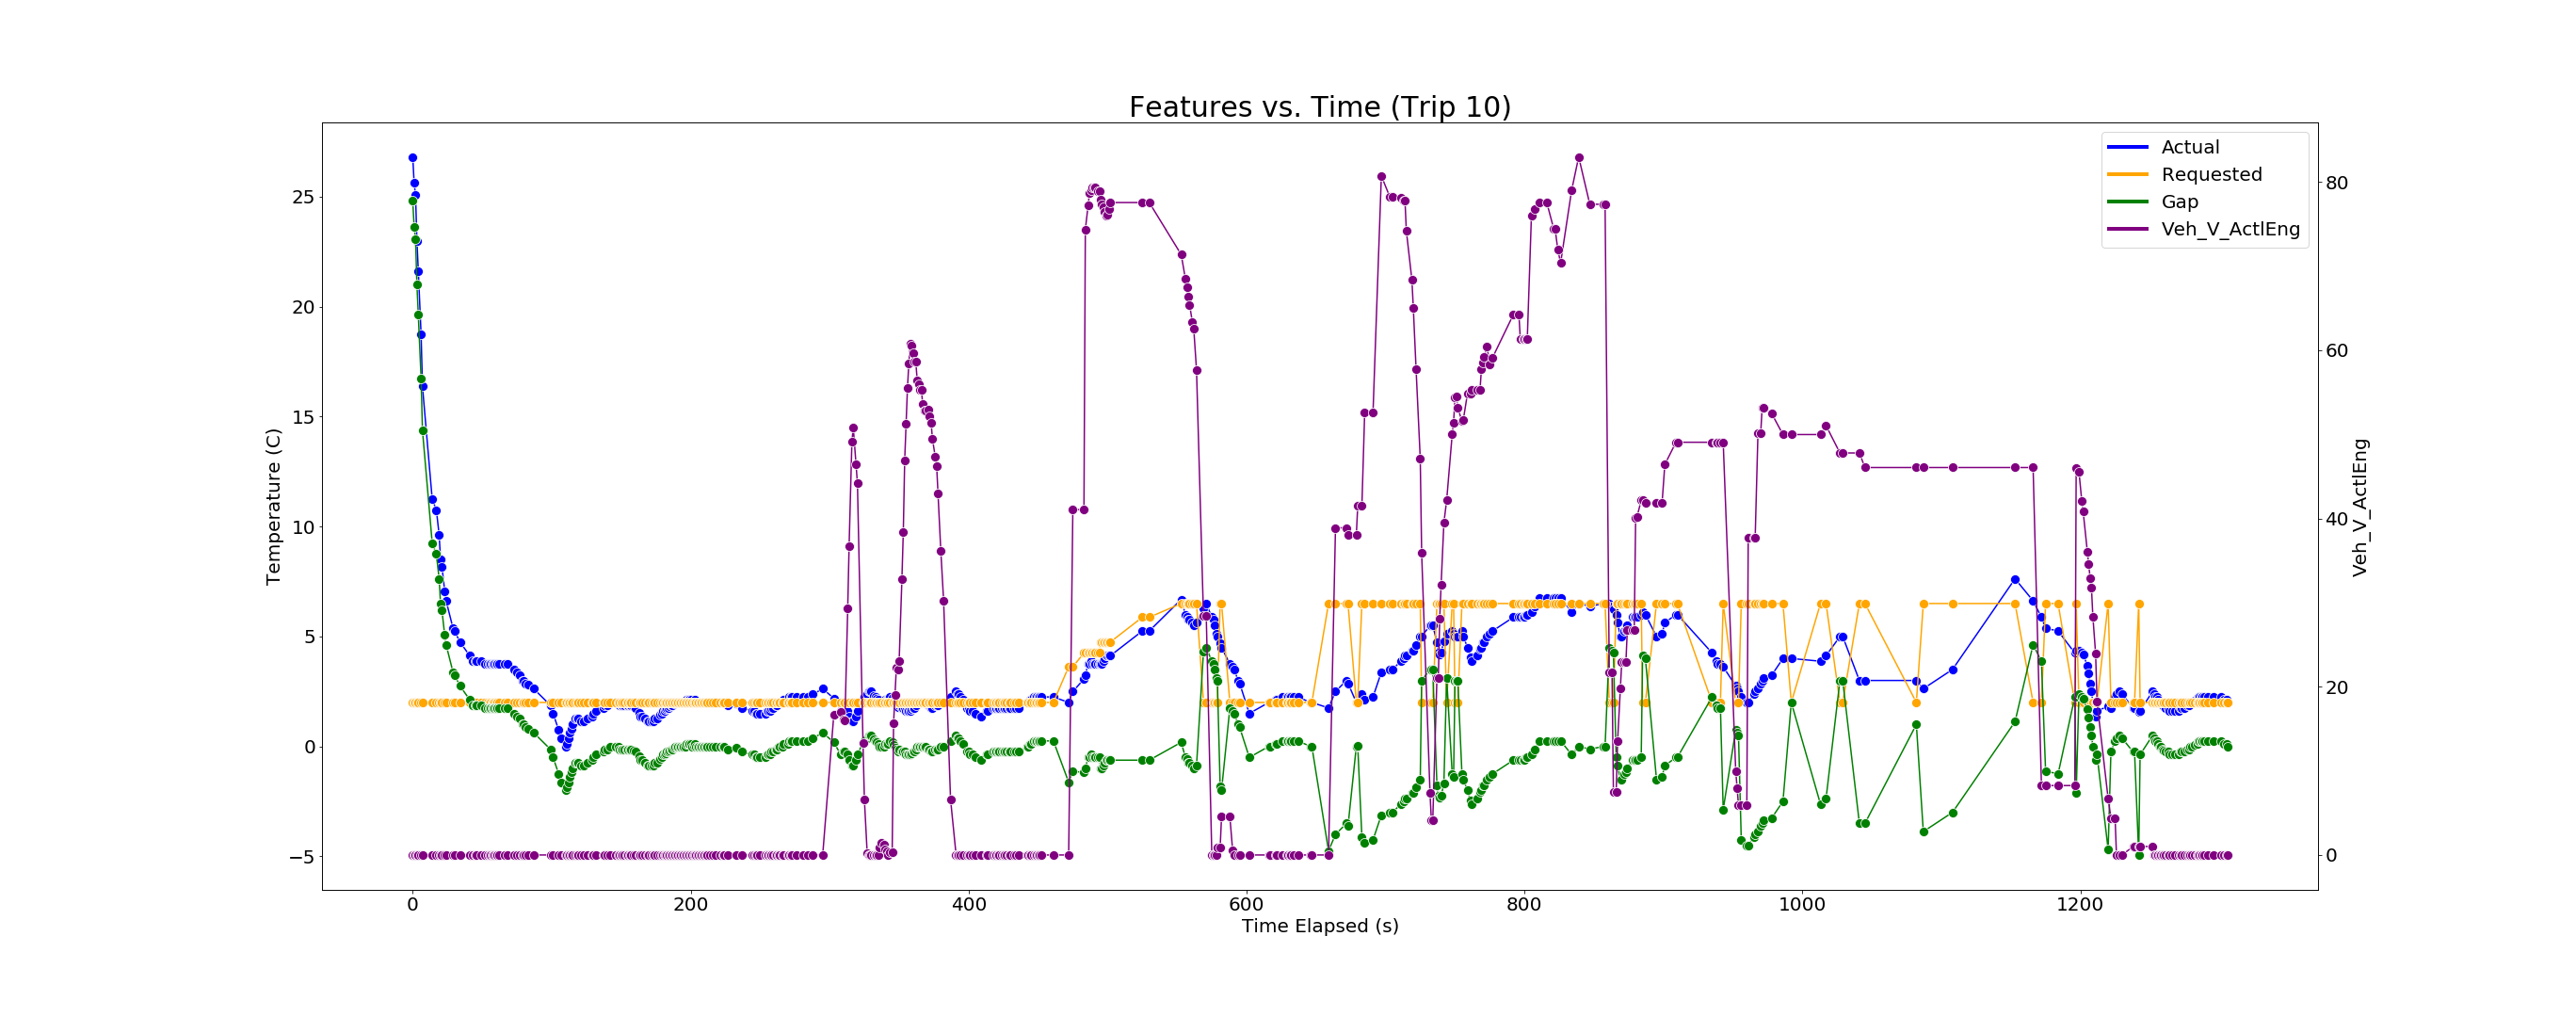 Features vs. Time (Trip 10)
Actual
Requested
Gap
Veh_V_ActlEng
Temperature (C)
25
20
15
10
5
0
−5
80
60
40
20
0
Veh_V_ActlEng
0 200 400 600 800 1000 1200
Time Elapsed (s)